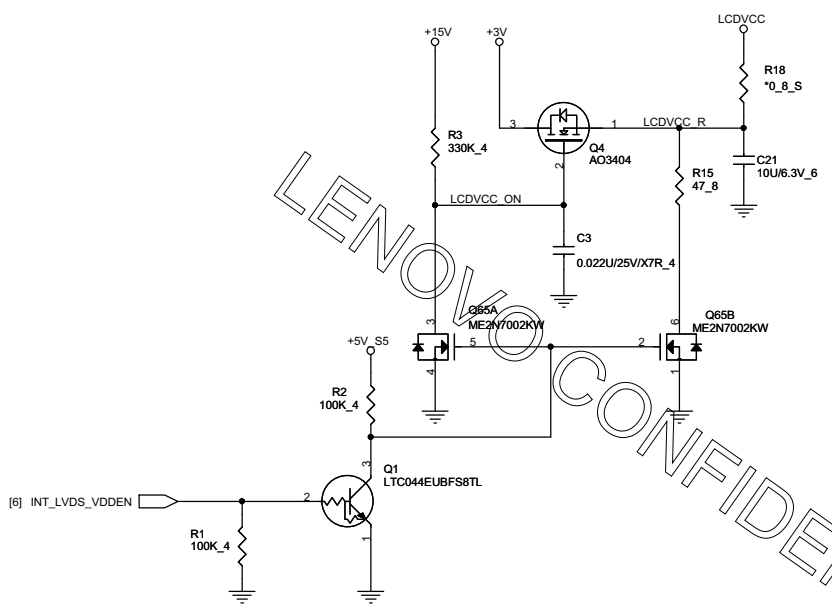 LCDVCC
+15V
+3V
R18
*0_8_S
3
1
LCDVCC_R
R3
330K_4
Q4
AO3404
2
C21
10U/6.3V_6
R15
47_8
LCDVCC_ON
C3
0.022U/25V/X7R_4
Q65A
ME2N7002KW
3
5
4
Q65B
ME2N7002KW
6
2
1
+5V_S5
R2
100K_4
3
Q1
LTC044EUBFS8TL
[6] INT_LVDS_VDDEN
2
1
R1
100K_4
LENOVO CONFIDE